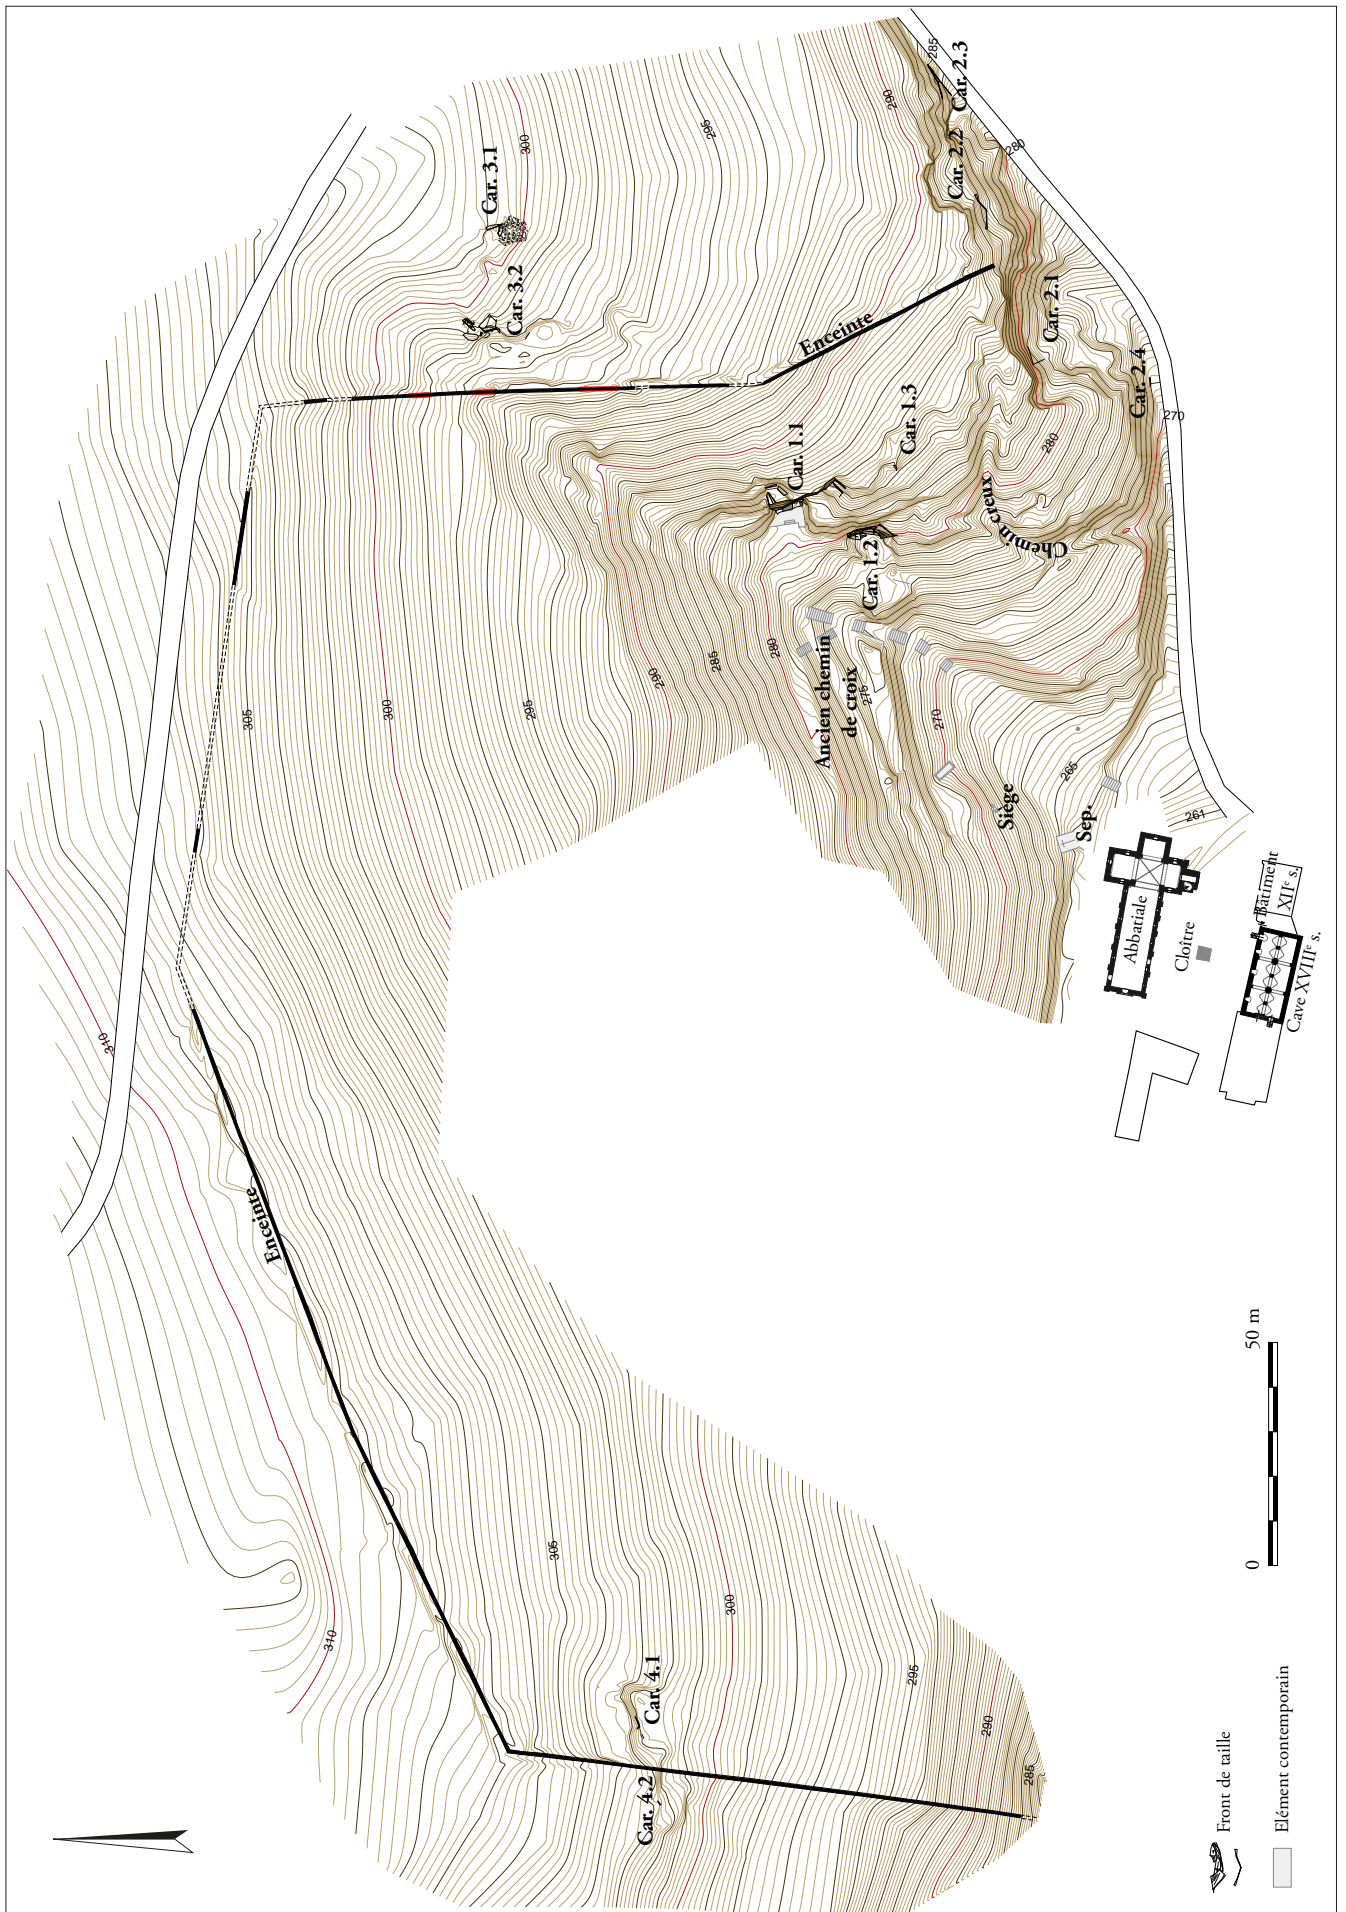 285
Car. 2.3
290
295
300
Car. 3.1
Car. 2.2
280
Car. 3.2
Car. 2.1
Enceinte
Car. 2.4
270
Car. 1.3
Car. 1.1
280
Chemin creux
Car. 1.2
305
300
295
290
285
280
Ancien chemin
de croix
275
270
265
Siège
Sep.
261
Abbatiale
Cloître
Bâtiment
XIIe s.
Cave XVIIIe s.
310
Enceinte
50 m
0
305
300
310
Car. 4.1
Car. 4.2
295
290
285
Front de taille
Elément contemporain